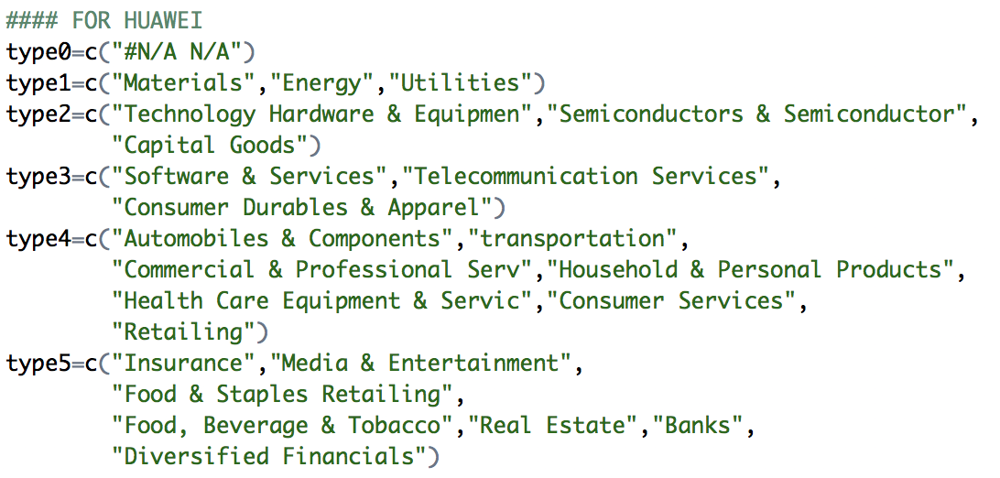 #### FOR HUAWEI
type0=c("#N/A N/A")
type1=c("Materials","Energy","Utilities")
type2=c("Technology Hardware & Equipmen","Semiconductors & Semiconductor",
"Capital Goods")
type3=c("Software & Services","Telecommunication Services",
"Consumer Durables & Apparel")
type4=c("Automobiles & Components","transportation",
"Commercial & Professional Serv","Household & Personal Products",
"Health Care Equipment & Servic","Consumer Services",
"Retailing")
type5=c("Insurance","Media & Entertainment",
"Food & Staples Retailing",
"Food, Beverage & Tobacco","Real Estate","Banks",
"Diversified Financials")